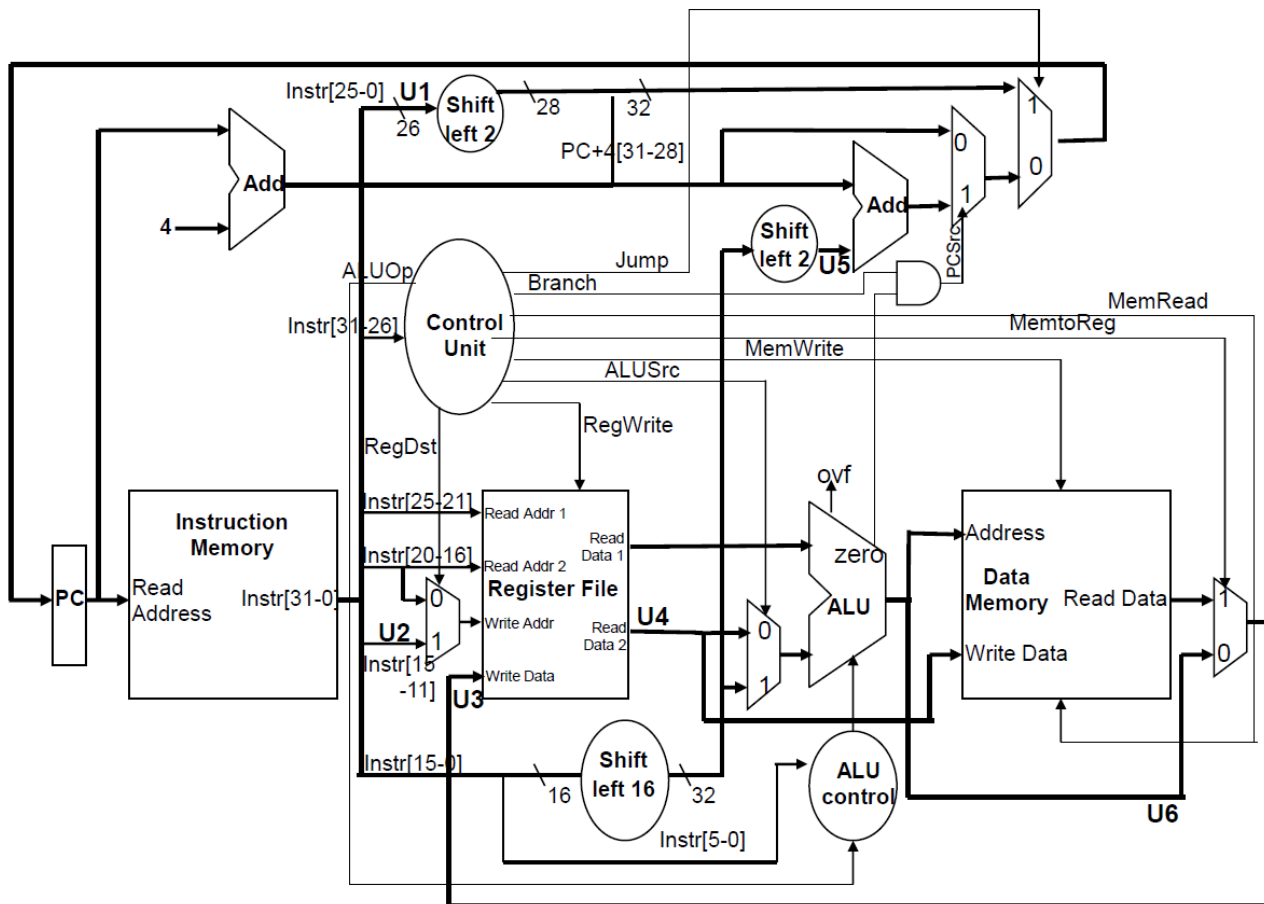 Instr[25-0]
U1
26
Shift
left 2
28
32
PC+4[31-28]
1
0
0
1
Add
4
Add
Shift
left 2
U5
PCSrc
ALUOp
Jump
Branch
MemRead
Instr[31-26]
Control
Unit
MemtoReg
MemWrite
ALUSrc
RegWrite
RegDst
ovf
Instruction
Memory
Instr[25-21]
Read Addr 1
Read
Data 1
zero
Address
Instr[20-16]
Read Addr 2
Register File
PC
Read
Address
Instr[31-0]
0
1
Write Addr
U2
Instr[15
-11]
Read
Data 2
U4
0
1
ALU
Data
Memory
Read Data
1
0
Write Data
Write Data
U3
Instr[15-0]
16
Shift
left 16
32
ALU
control
U6
Instr[5-0]